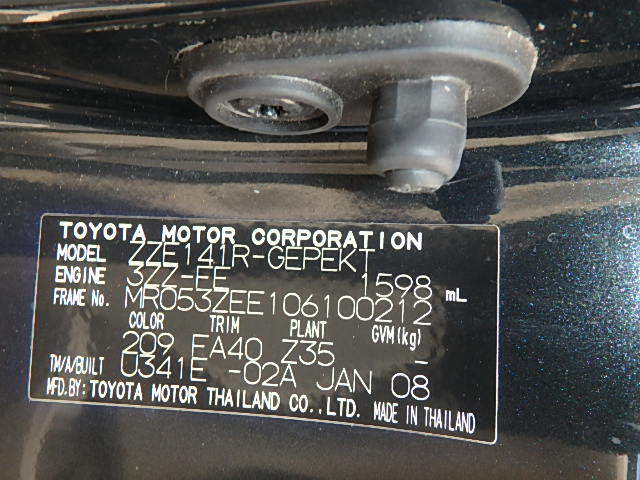 TOYOTA MOTOR CORPORATION
MODEL ZZE141R-GEPEKT
ENGINE 3ZZ-EE 1598 mL
FRAME No. MR053ZEE106100212
COLOR TRIM PLANT GVM(kg)
209 EA40 Z35 -
TM/A/BUILT U341E -02A JAN 08
MFD.BY: TOYOTA MOTOR THAILAND CO.,LTD. MADE IN THAILAND